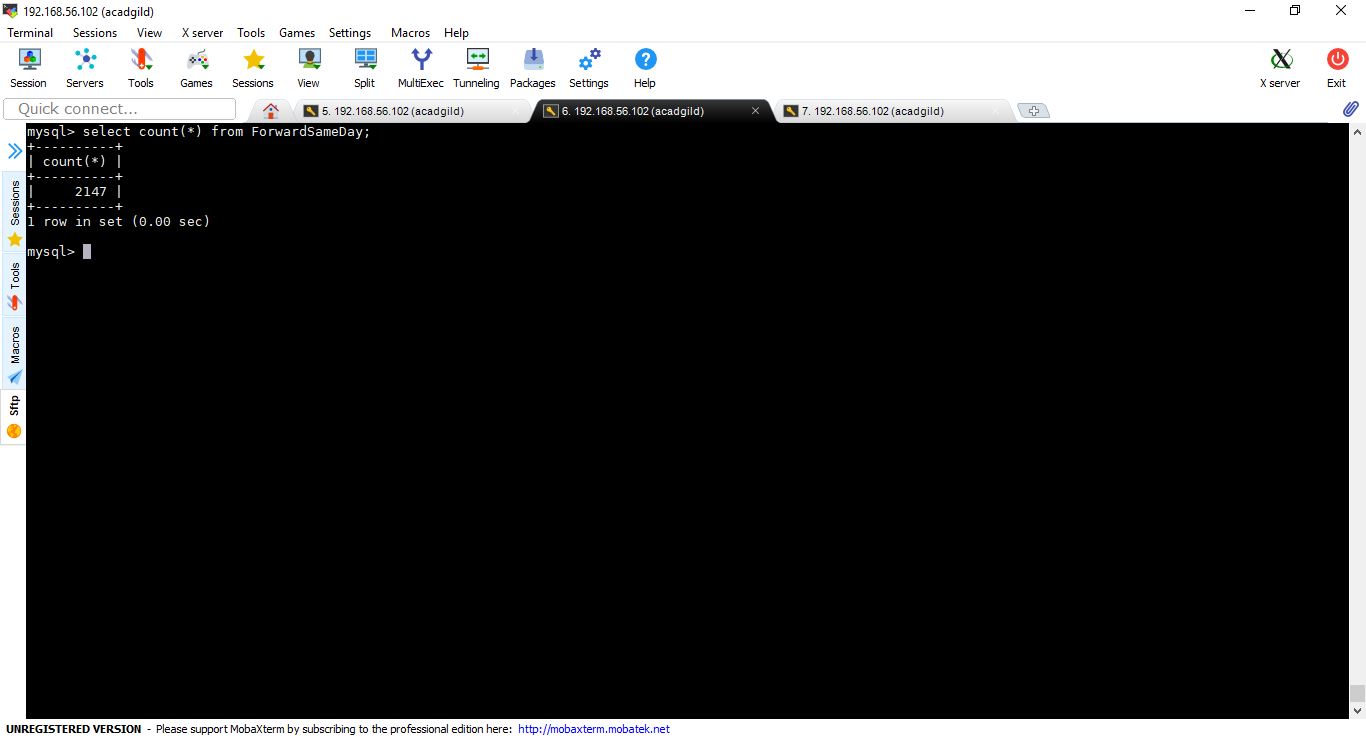 192.168.56.102 (acadgild)
Terminal Sessions View X server Tools Games Settings Macros Help
Session Servers Tools Games Sessions View Split MultiExec Tunneling Packages Settings Help X server Exit
Quick connect... 5. 192.168.56.102 (acadgild) 6. 192.168.56.102 (acadgild) 7. 192.168.56.102 (acadgild)
Sessions
Tools
Macros
Sftp
mysql> select count(*) from ForwardSameDay;
+----------+
| count(*) |
+----------+
|     2147 |
+----------+
1 row in set (0.00 sec)
mysql>
UNREGISTERED VERSION - Please support MobaXterm by subscribing to the professional edition here: http://mobaxterm.mobatek.net